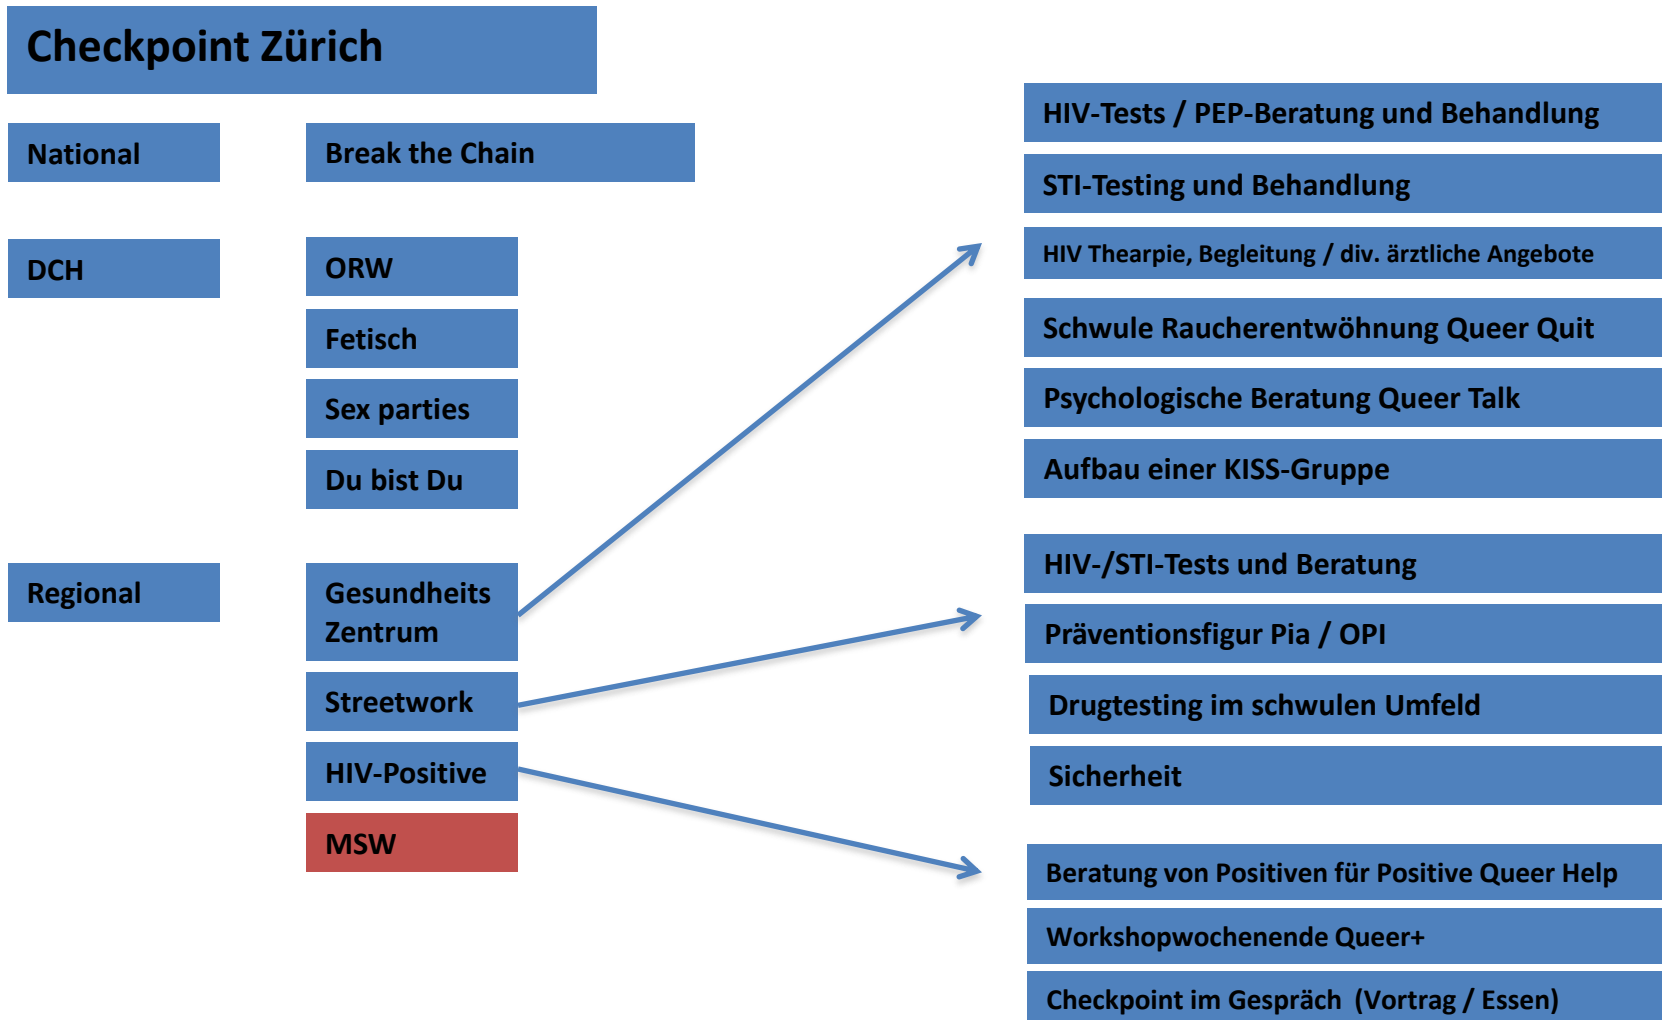 Checkpoint Zürich
National
Break the Chain
DCH
ORW
Fetisch
Sex parties
Du bist Du
Regional
Gesundheits
Zentrum
Streetwork
HIV-Positive
MSW
HIV-Tests / PEP-Beratung und Behandlung
STI-Testing und Behandlung
HIV Thearpie, Begleitung / div. ärztliche Angebote
Schwule Raucherentwöhnung Queer Quit
Psychologische Beratung Queer Talk
Aufbau einer KISS-Gruppe
HIV-/STI-Tests und Beratung
Präventionsfigur Pia / OPI
Drugtesting im schwulen Umfeld
Sicherheit
Beratung von Positiven für Positive Queer Help
Workshopwochenende Queer+
Checkpoint im Gespräch (Vortrag / Essen)